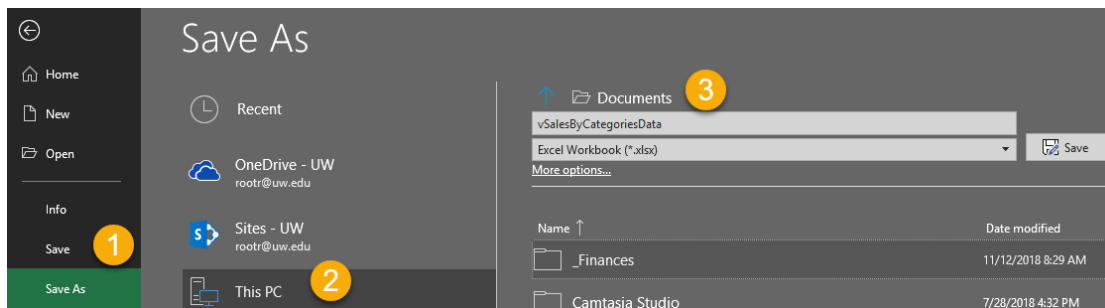 Save As
Home
New
Open
Info
Save
1
Save As
Recent
OneDrive - UW
rootr@uw.edu
S
Sites - UW
rootr@uw.edu
This PC
2
Documents
3
vSalesByCategoriesData
Excel Workbook (*.xlsx)
Save
More options...
Name Date modified
_Finances 11/12/2018 8:29 AM
Camtasia Studio 7/28/2018 4:32 PM